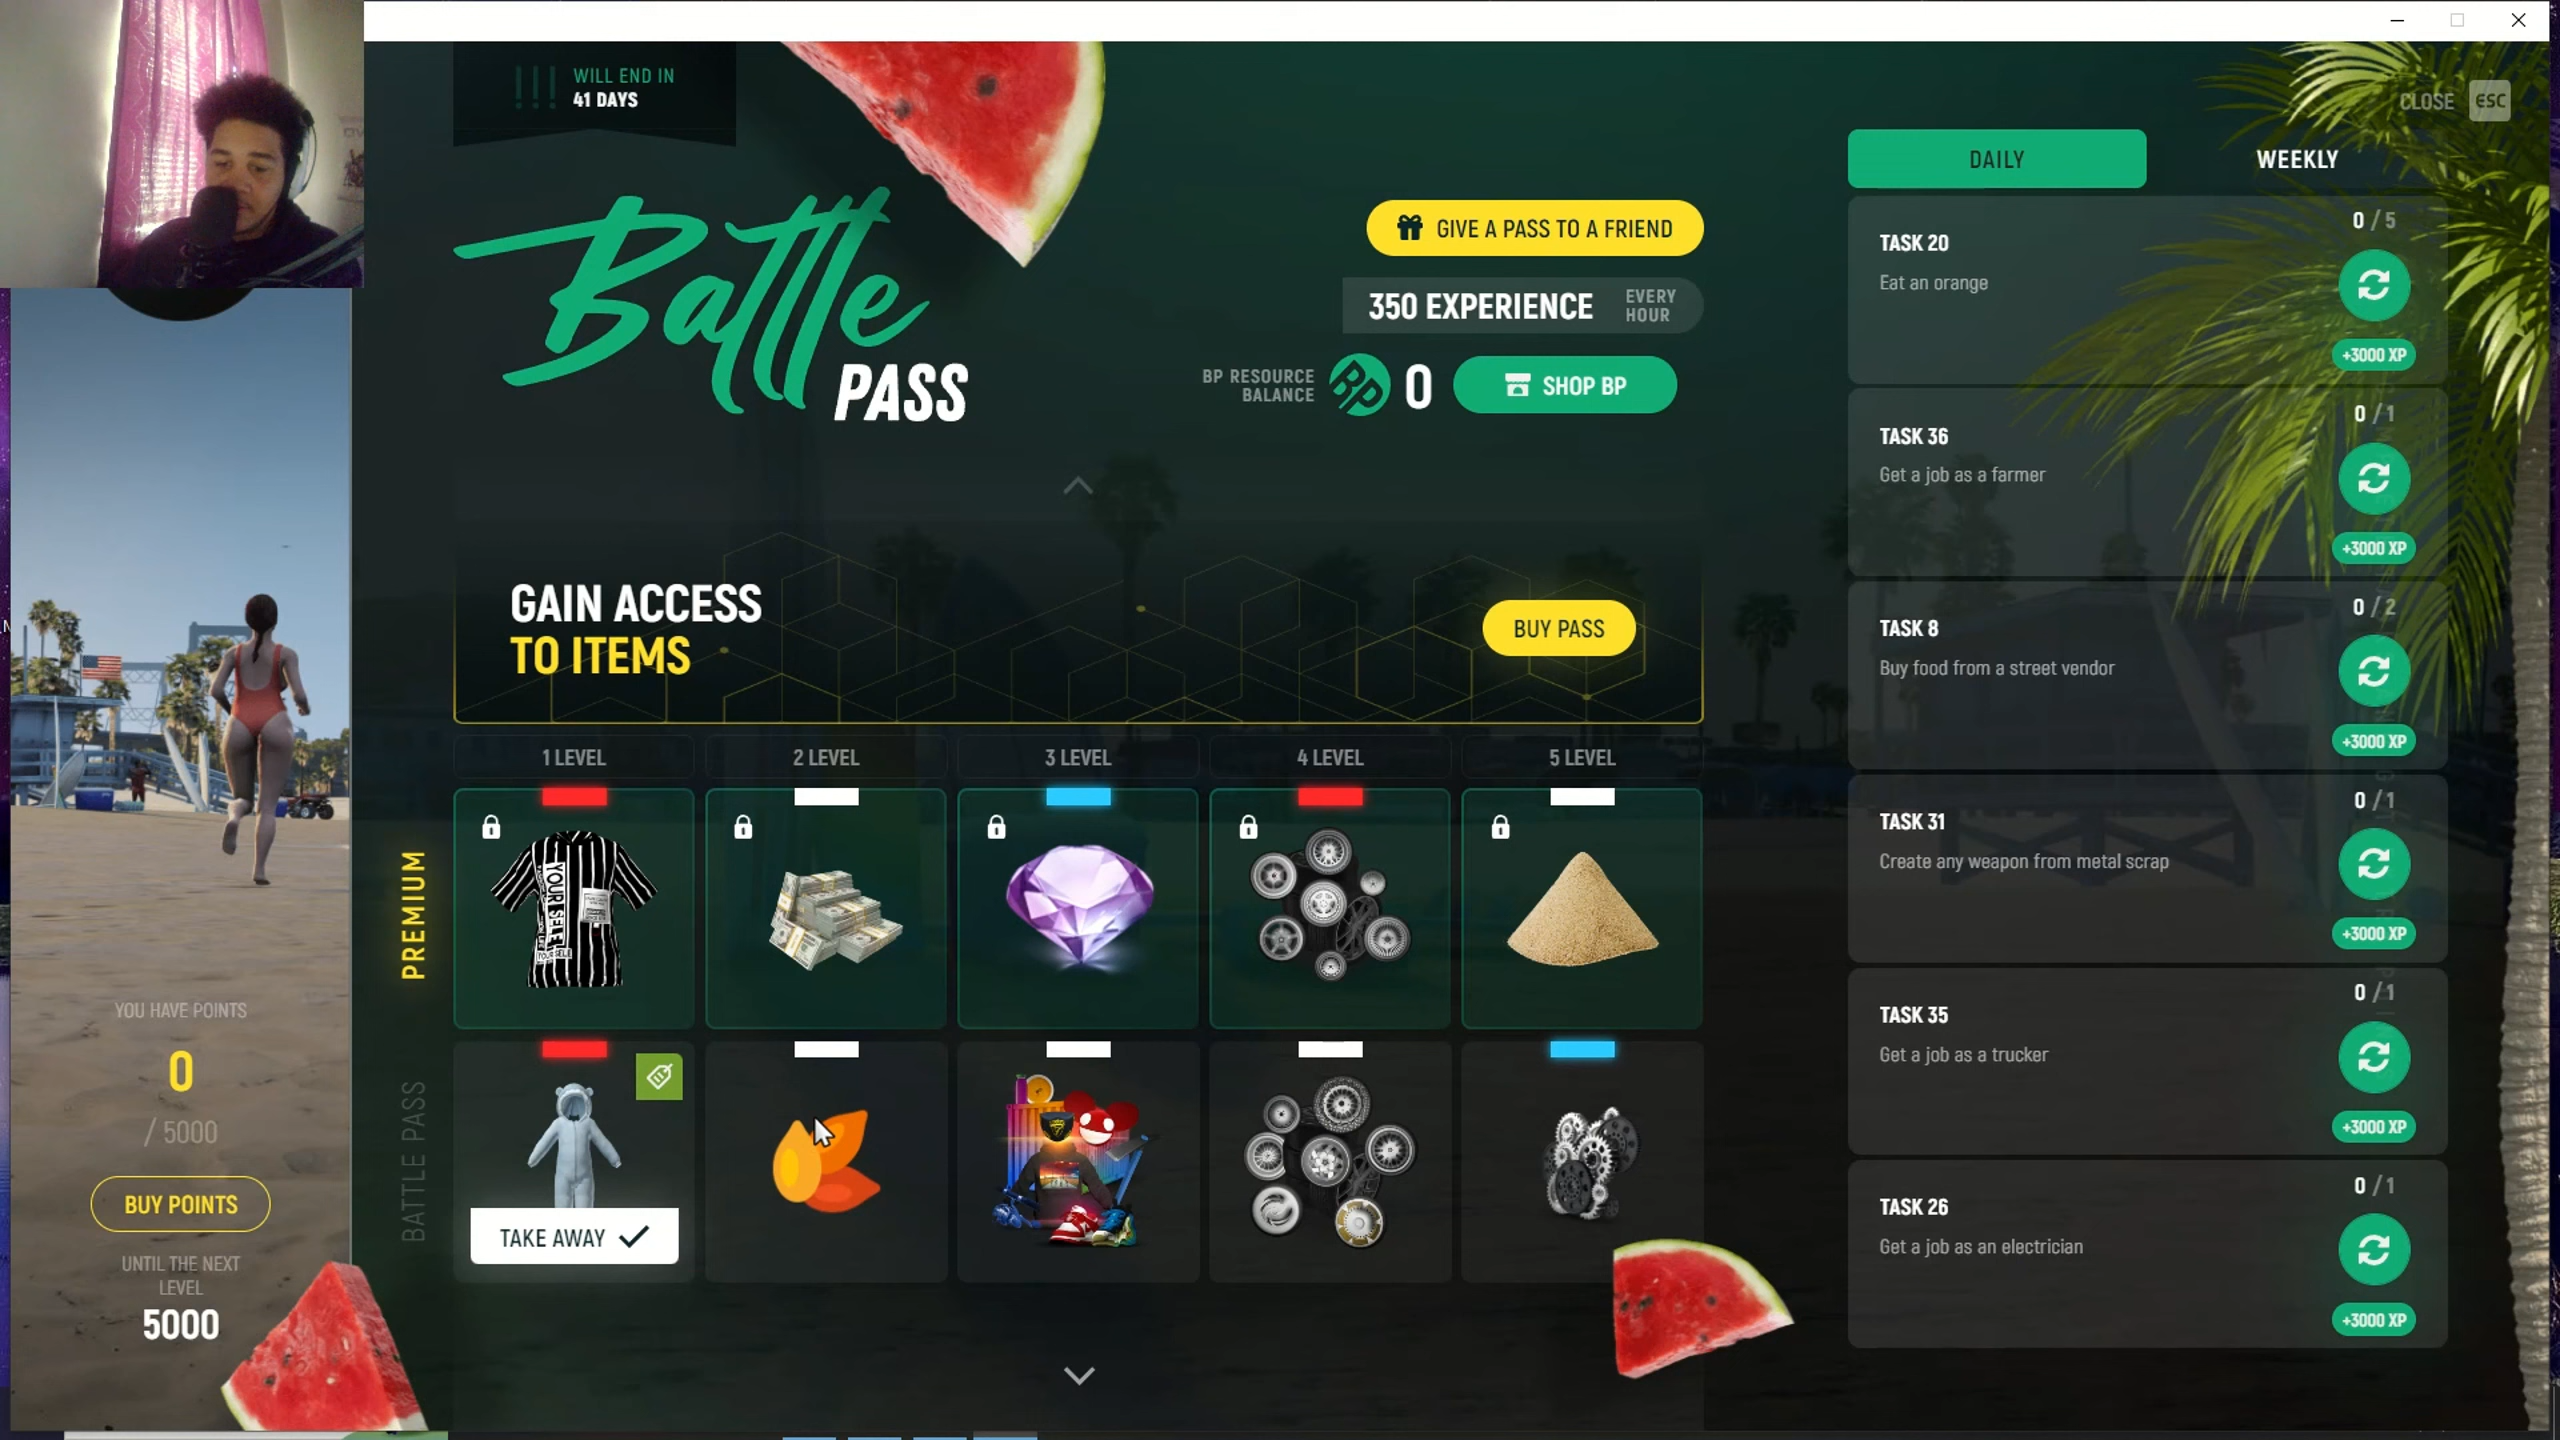 WILL END IN
41 DAYS
Battle
PASS
GIVE A PASS TO A FRIEND
350 EXPERIENCE
EVERY
HOUR
BP RESOURCE
BALANCE
BP
0
SHOP BP
CLOSE
ESC
DAILY
WEEKLY
TASK 20
Eat an orange
0 / 5
+3000 XP
TASK 36
Get a job as a farmer
0 / 1
+3000 XP
TASK 8
Buy food from a street vendor
0 / 2
+3000 XP
TASK 31
Create any weapon from metal scrap
0 / 1
+3000 XP
TASK 35
Get a job as a trucker
0 / 1
+3000 XP
TASK 26
Get a job as an electrician
0 / 1
+3000 XP
GAIN ACCESS
TO ITEMS
BUY PASS
1 LEVEL
2 LEVEL
3 LEVEL
4 LEVEL
5 LEVEL
PREMIUM
YOUR SELF
BATTLE PASS
TAKE AWAY
YOU HAVE POINTS
0
/ 5000
BUY POINTS
UNTIL THE NEXT
LEVEL
5000